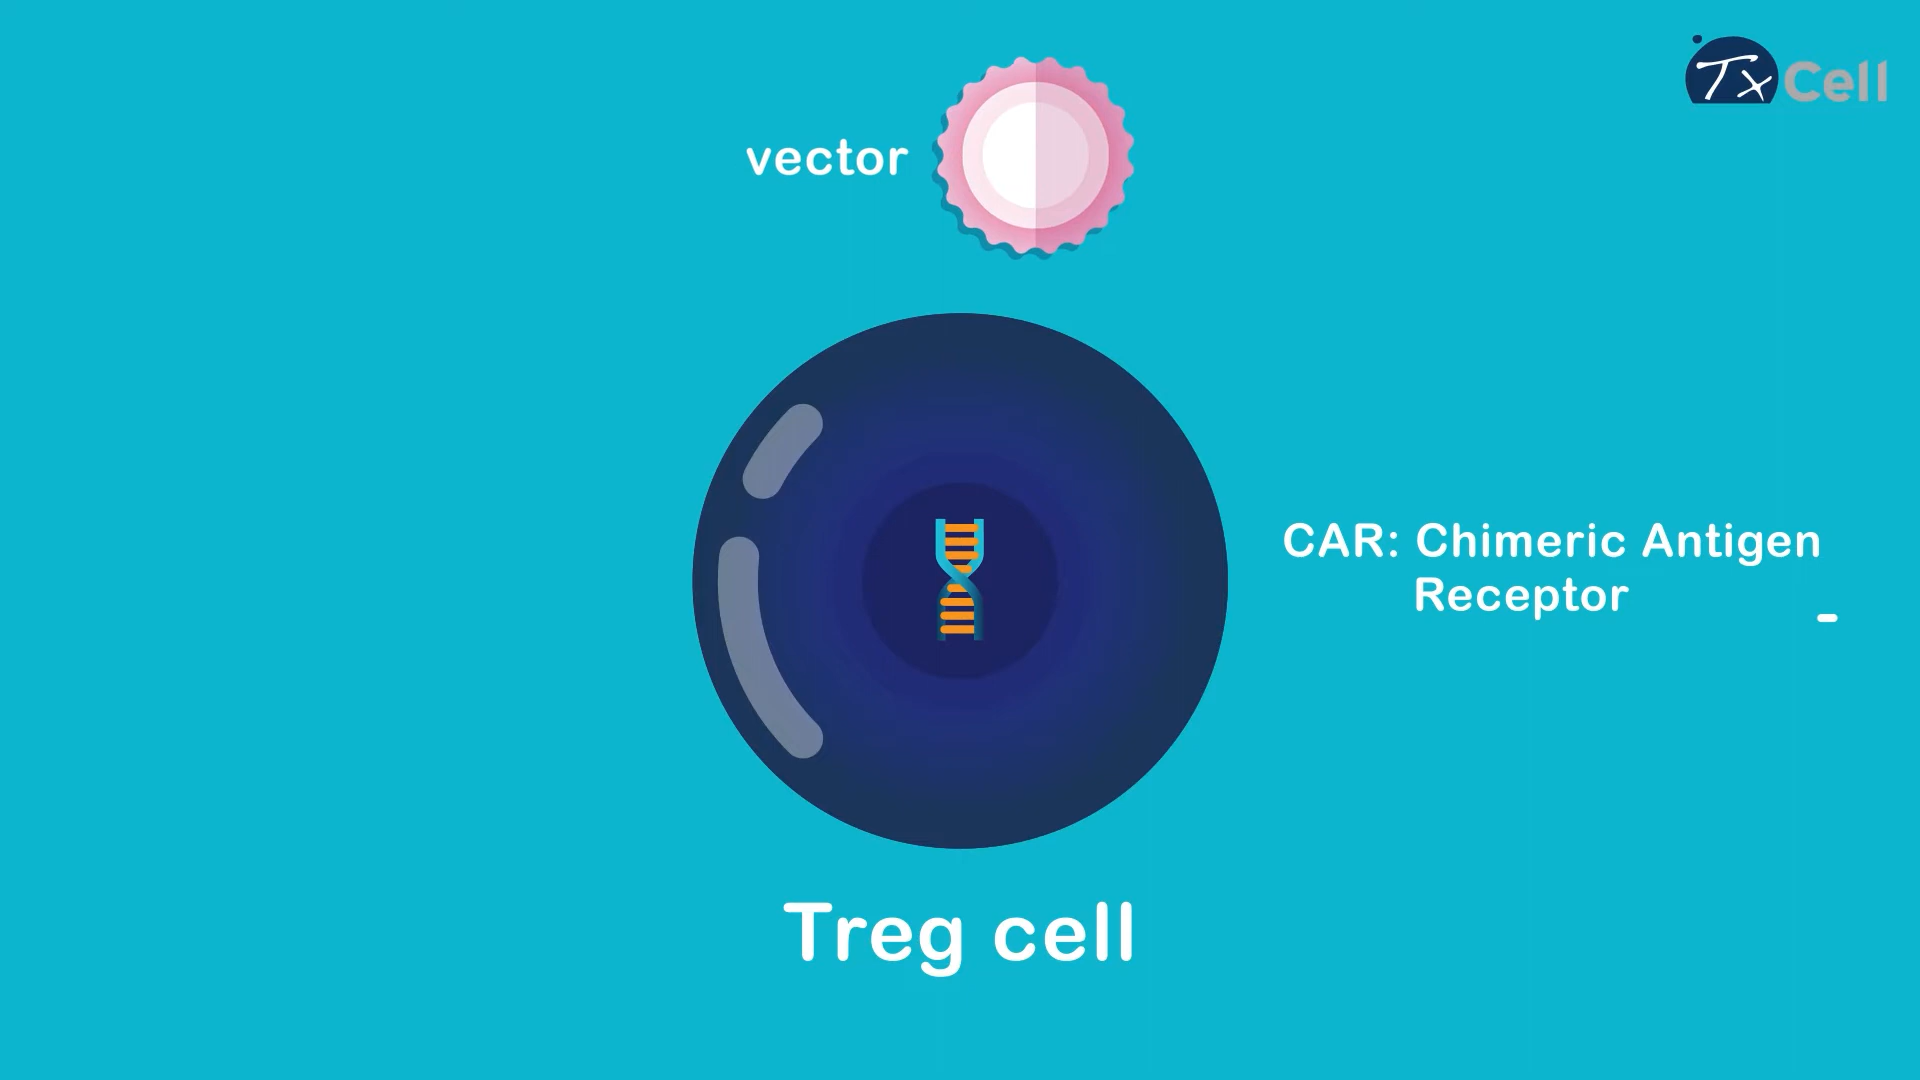 TxCell
vector
CAR: Chimeric Antigen
Receptor
Treg cell